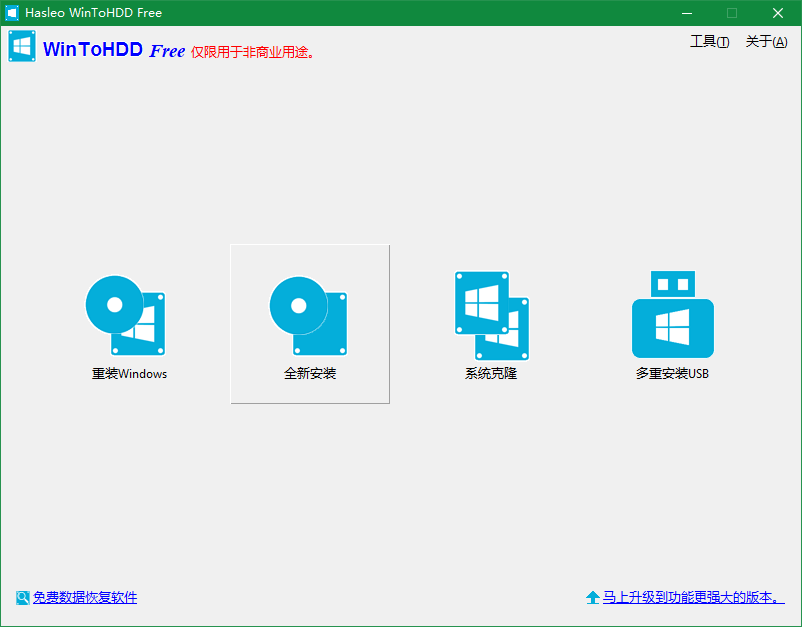 Hasleo WinToHDD Free
WinToHDD Free 仅限用于非商业用途。
工具(T) 关于(A)
重装Windows
全新安装
系统克隆
多重安装USB
免费数据恢复软件
马上升级到功能更强大的版本。